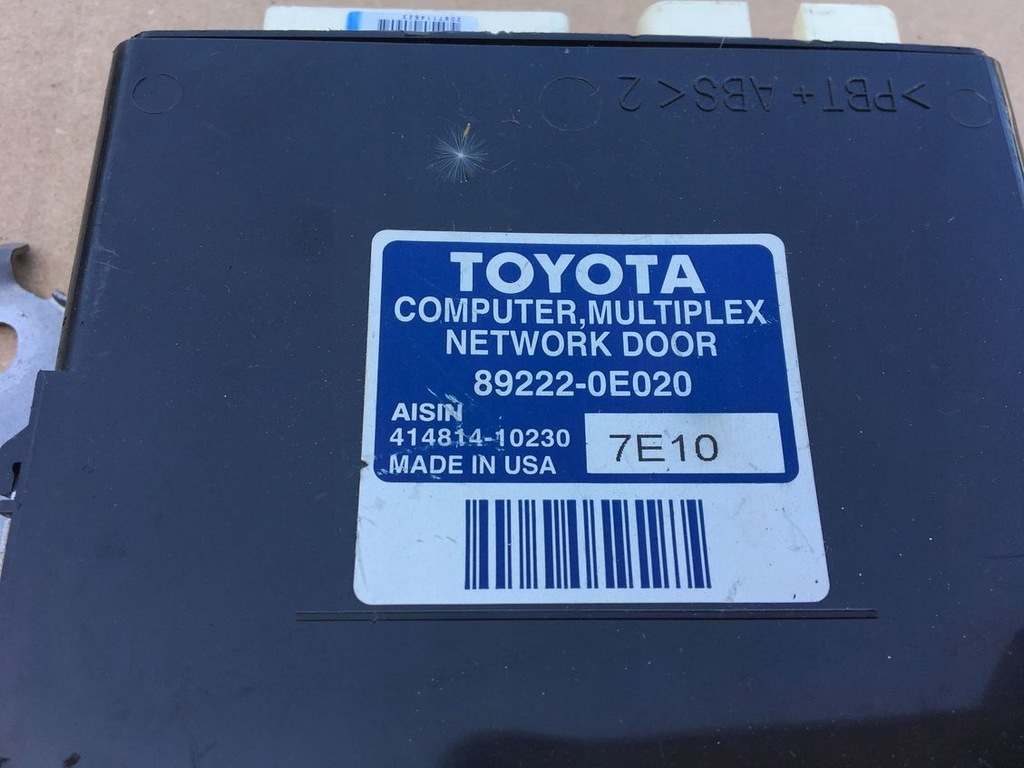 >PBT+ABS<2
TOYOTA
COMPUTER,MULTIPLEX
NETWORK DOOR
89222-0E020
AISIN
414814-10230
7E10
MADE IN USA